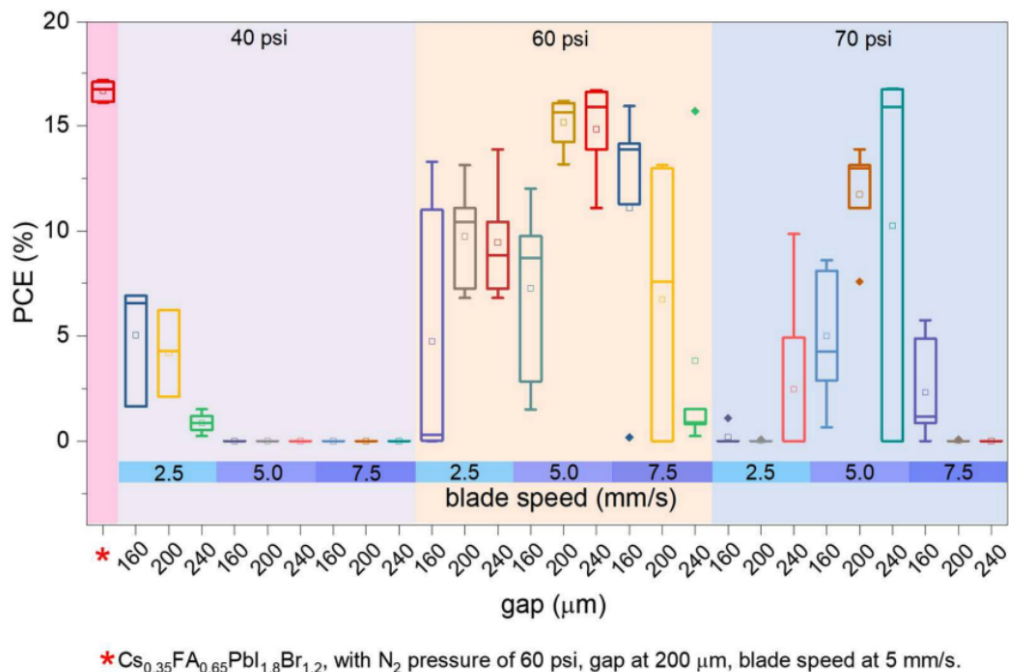 20
15
10
5
0
PCE (%)
40 psi
60 psi
70 psi
2.5 5.0 7.5 2.5 5.0 7.5 2.5 5.0 7.5
blade speed (mm/s)
* 160 200 240 160 200 240 160 200 240 160 200 240 160 200 240 160 200 240 160 200 240 160 200 240 160 200 240
gap (μm)
*Cs0.35FA0.65PbI1.8Br1.2, with N2 pressure of 60 psi, gap at 200 μm, blade speed at 5 mm/s.